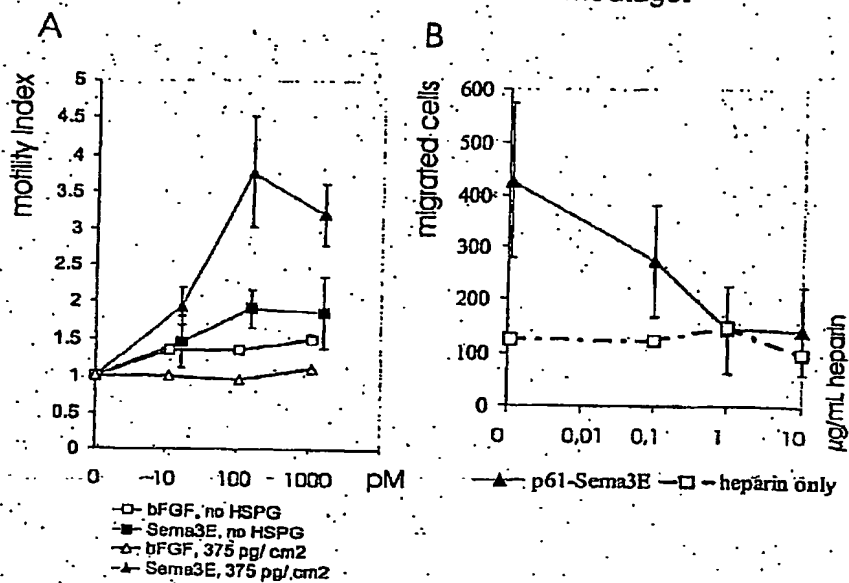 A
B
motility Index
5
4.5
4
3.5
3
2.5
2
1.5
1
0.5
0
0 10 100 1000 pM
bFGF, no HSPG
Sema3E, no HSPG
bFGF, 375 pg/cm2
Sema3E, 375 pg/cm2
migrated cells
600
500
400
300
200
100
0
0 0,01 0,1 1 10
µg/mL heparin
p61-Sema3E heparin only